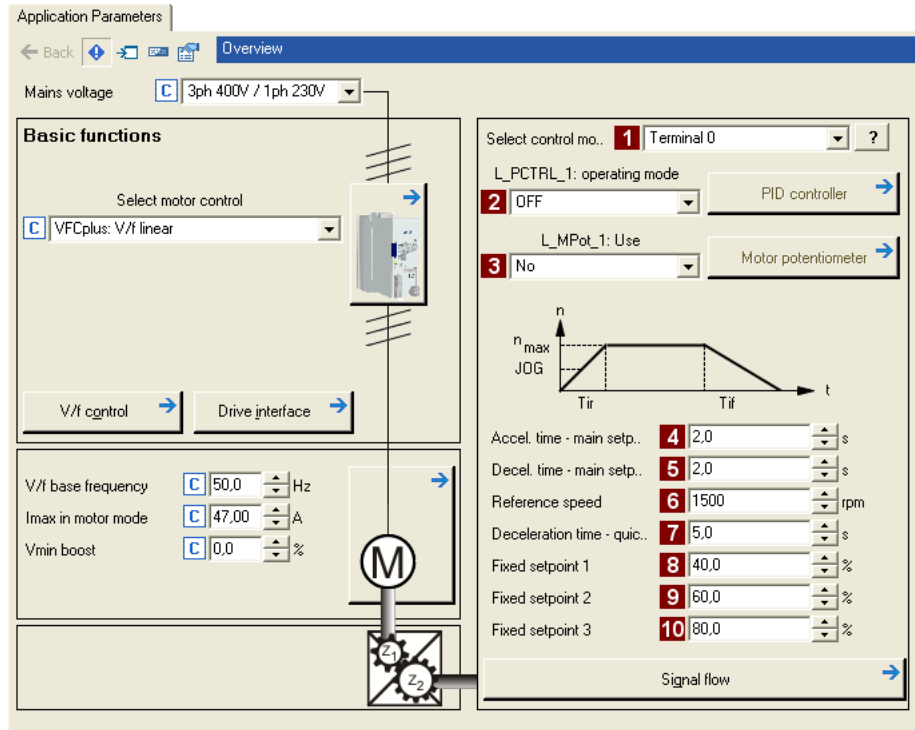 Application Parameters
Back
Overview
Mains voltage C 3ph 400V / 1ph 230V
Basic functions
Select motor control
C VFCplus: V/f linear
V/f control
Drive interface
V/f base frequency C 50,0 Hz
Imax in motor mode C 47,00 A
Vmin boost C 0,0 %
M
Z1
Z2
Select control mo.. 1 Terminal 0 ?
L_PCTRL_1: operating mode
2 OFF PID controller
L_MPot_1: Use
3 No Motor potentiometer
n
n max
JOG
t
Tir Tif
Accel. time - main setp.. 4 2,0 s
Decel. time - main setp.. 5 2,0 s
Reference speed 6 1500 rpm
Deceleration time - quic.. 7 5,0 s
Fixed setpoint 1 8 40,0 %
Fixed setpoint 2 9 60,0 %
Fixed setpoint 3 10 80,0 %
Signal flow